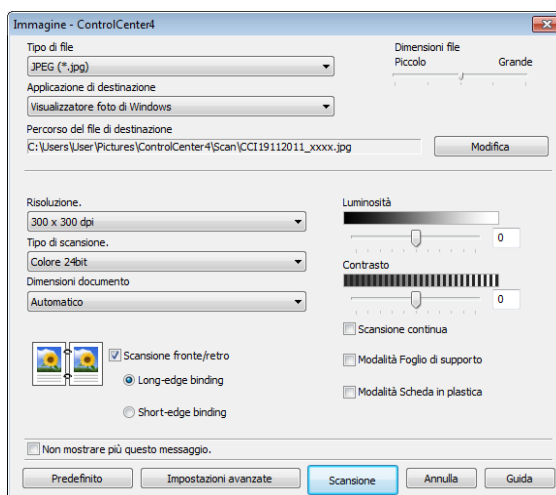 Immagine - ControlCenter4
Tipo di file
JPEG (*.jpg)
Dimensioni file
Piccolo Grande
Applicazione di destinazione
Visualizzatore foto di Windows
Percorso del file di destinazione
C:\Users\User\Pictures\ControlCenter4\Scan\CCI19112011_xxxx.jpg
Modifica
Risoluzione.
300 x 300 dpi
Tipo di scansione.
Colore 24bit
Dimensioni documento
Automatico
Luminosità
0
Contrasto
0
Scansione continua
Scansione fronte/retro
Long-edge binding
Short-edge binding
Modalità Foglio di supporto
Modalità Scheda in plastica
Non mostrare più questo messaggio.
Predefinito Impostazioni avanzate Scansione Annulla Guida